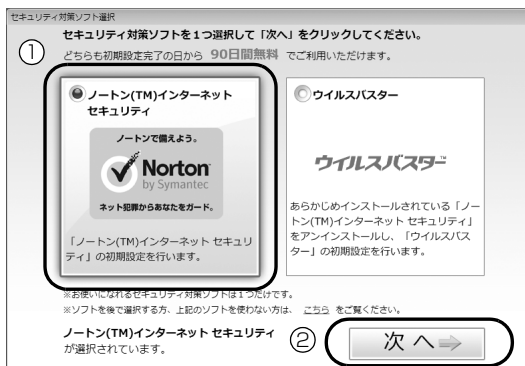 セキュリティ対策ソフト選択
セキュリティ対策ソフトを1つ選択して「次へ」をクリックしてください。
① どちらも初期設定完了の日から 90日間無料 でご利用いただけます。
ノートン(TM)インターネット
セキュリティ
ノートンで備えよう。
Norton
by Symantec
ネット犯罪からあなたをガード。
「ノートン(TM)インターネット セキュリ
ティ」の初期設定を行います。
ウイルスバスター
ウイルスバスター™
あらかじめインストールされている「ノー
トン(TM)インターネット セキュリティ」
をアンインストールし、「ウイルスバス
ター」の初期設定を行います。
※お使いになれるセキュリティ対策ソフトは1つだけです。
※ソフトを後で選択する方、上記のソフトを使わない方は、 こちら をご覧ください。
ノートン(TM)インターネット セキュリティ
が選択されています。
② 次 へ